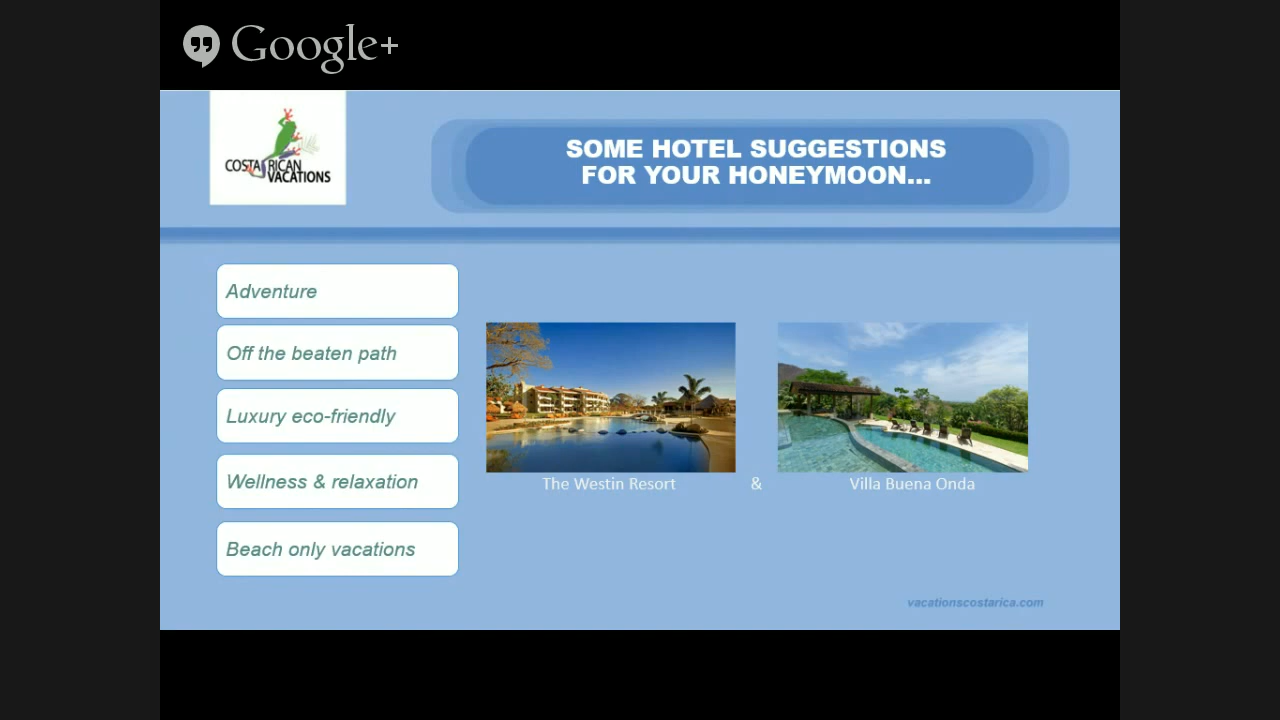 Google+
COSTA RICAN
VACATIONS
SOME HOTEL SUGGESTIONS
FOR YOUR HONEYMOON...
Adventure
Off the beaten path
Luxury eco-friendly
Wellness & relaxation
Beach only vacations
The Westin Resort & Villa Buena Onda
vacationscostarica.com